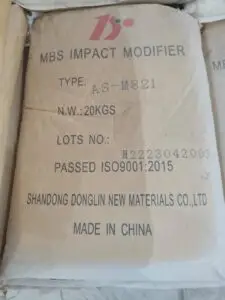 MBS IMPACT MODIFIER
TYPE: AS-M821
N.W.: 20KGS
LOTS NO.:
PASSED ISO9001:2015
SHANDONG DONGLIN NEW MATERIALS CO., LTD
MADE IN CHINA